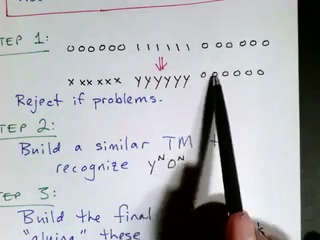 TEP 1:
000000 111111 000000
⇓
xxxxxx YYYYYY 000000
Reject if problems.
TEP 2:
Build a similar TM
recognize Y^N 0^N
TEP 3:
Build the final
these